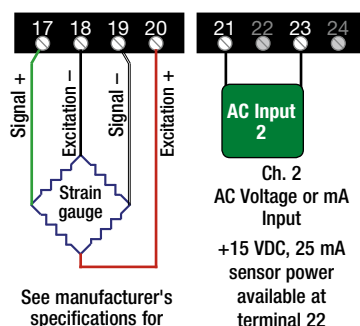 17 18 19 20
Signal +
Excitation –
Signal –
Excitation +
Strain
gauge
See manufacturer's
specifications for
21 22 23 24
AC Input
2
Ch. 2
AC Voltage or mA
Input
+15 VDC, 25 mA
sensor power
available at
terminal 22